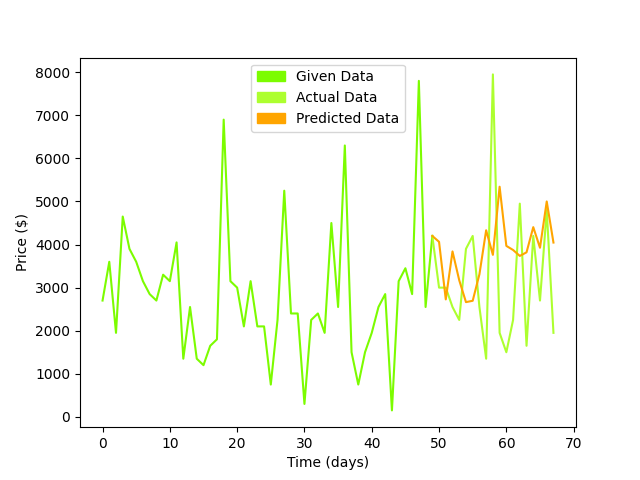 Given Data
Actual Data
Predicted Data
8000
7000
6000
5000
4000
3000
2000
1000
0
Price ($)
0 10 20 30 40 50 60 70
Time (days)